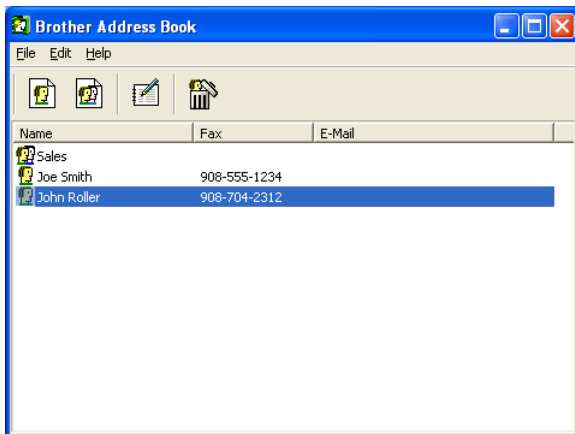 Brother Address Book
File Edit Help
Name Fax E-Mail
Sales
Joe Smith 908-555-1234
John Roller 908-704-2312